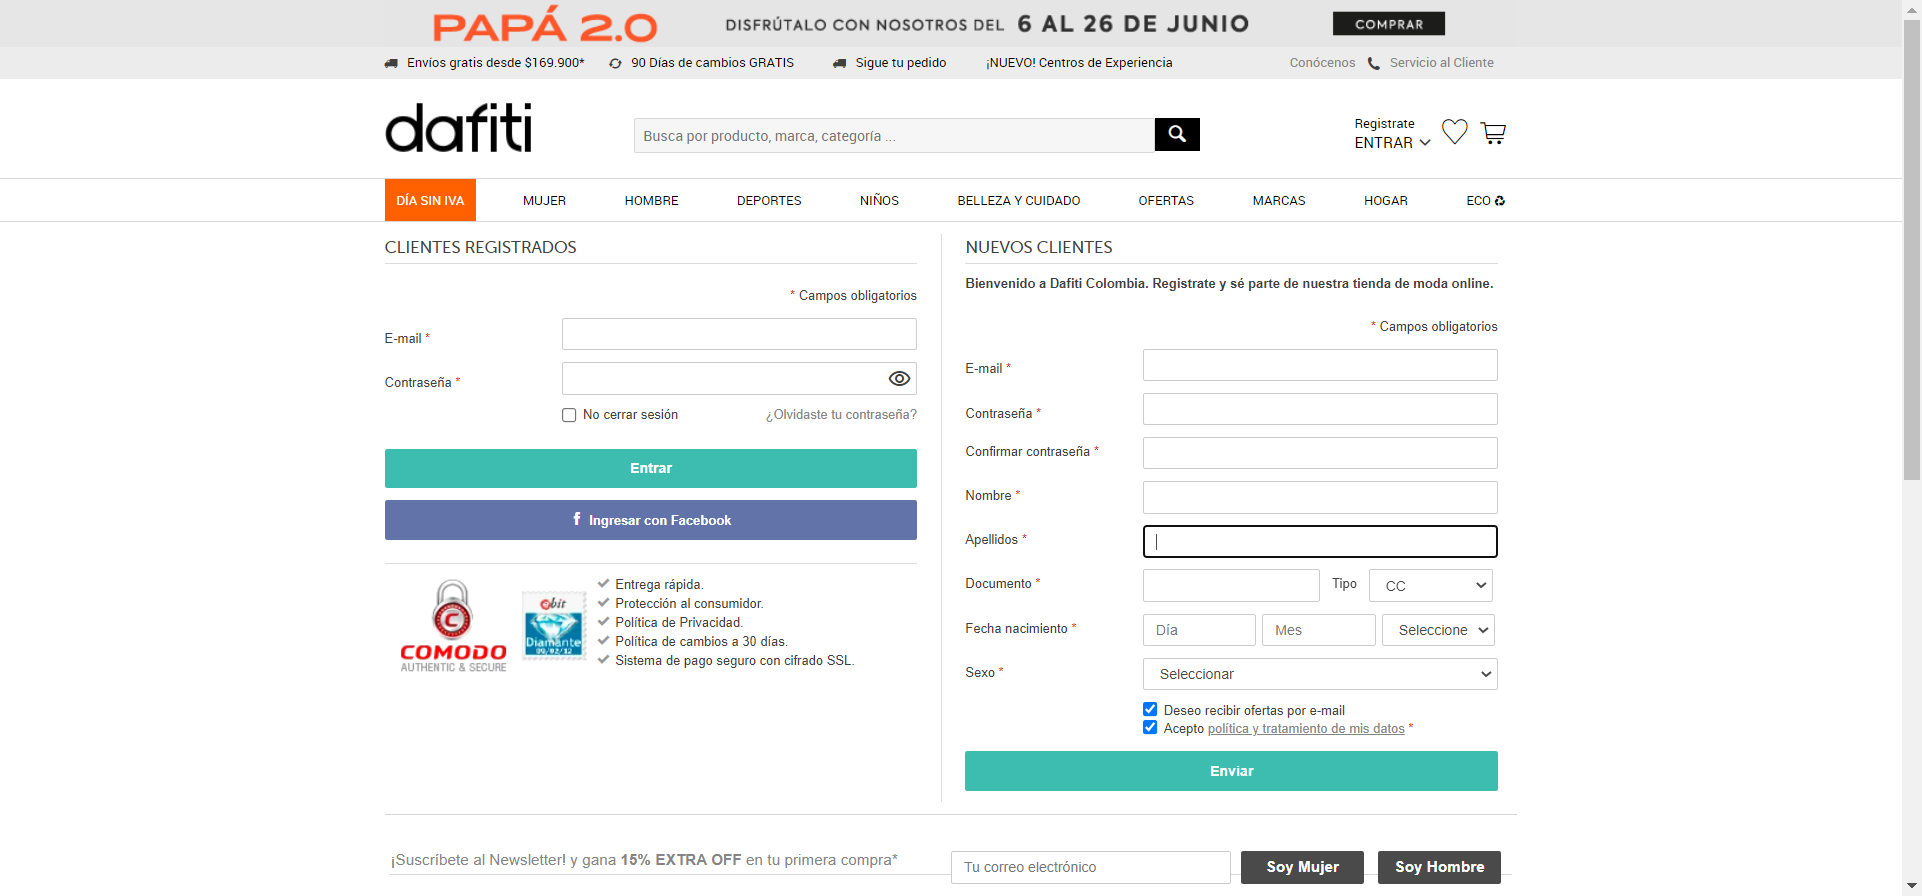 PAPÁ 2.0 DISFRÚTALO CON NOSOTROS DEL 6 AL 26 DE JUNIO COMPRAR
Envíos gratis desde $169.900* 90 Días de cambios GRATIS Sigue tu pedido ¡NUEVO! Centros de Experiencia Conócenos Servicio al Cliente
dafiti
Busca por producto, marca, categoría ...
Registrate
ENTRAR
DÍA SIN IVA MUJER HOMBRE DEPORTES NIÑOS BELLEZA Y CUIDADO OFERTAS MARCAS HOGAR ECO
CLIENTES REGISTRADOS
* Campos obligatorios
E-mail *
Contraseña *
No cerrar sesión ¿Olvidaste tu contraseña?
Entrar
f Ingresar con Facebook
COMODO
AUTHENTIC & SECURE
ebit
Diamante
09/02/12
Entrega rápida.
Protección al consumidor.
Política de Privacidad.
Política de cambios a 30 días.
Sistema de pago seguro con cifrado SSL.
NUEVOS CLIENTES
Bienvenido a Dafiti Colombia. Registrate y sé parte de nuestra tienda de moda online.
* Campos obligatorios
E-mail *
Contraseña *
Confirmar contraseña *
Nombre *
Apellidos *
Documento * Tipo CC
Fecha nacimiento * Día Mes Seleccione
Sexo * Seleccionar
Deseo recibir ofertas por e-mail
Acepto política y tratamiento de mis datos *
Enviar
¡Suscríbete al Newsletter! y gana 15% EXTRA OFF en tu primera compra* Tu correo electrónico Soy Mujer Soy Hombre